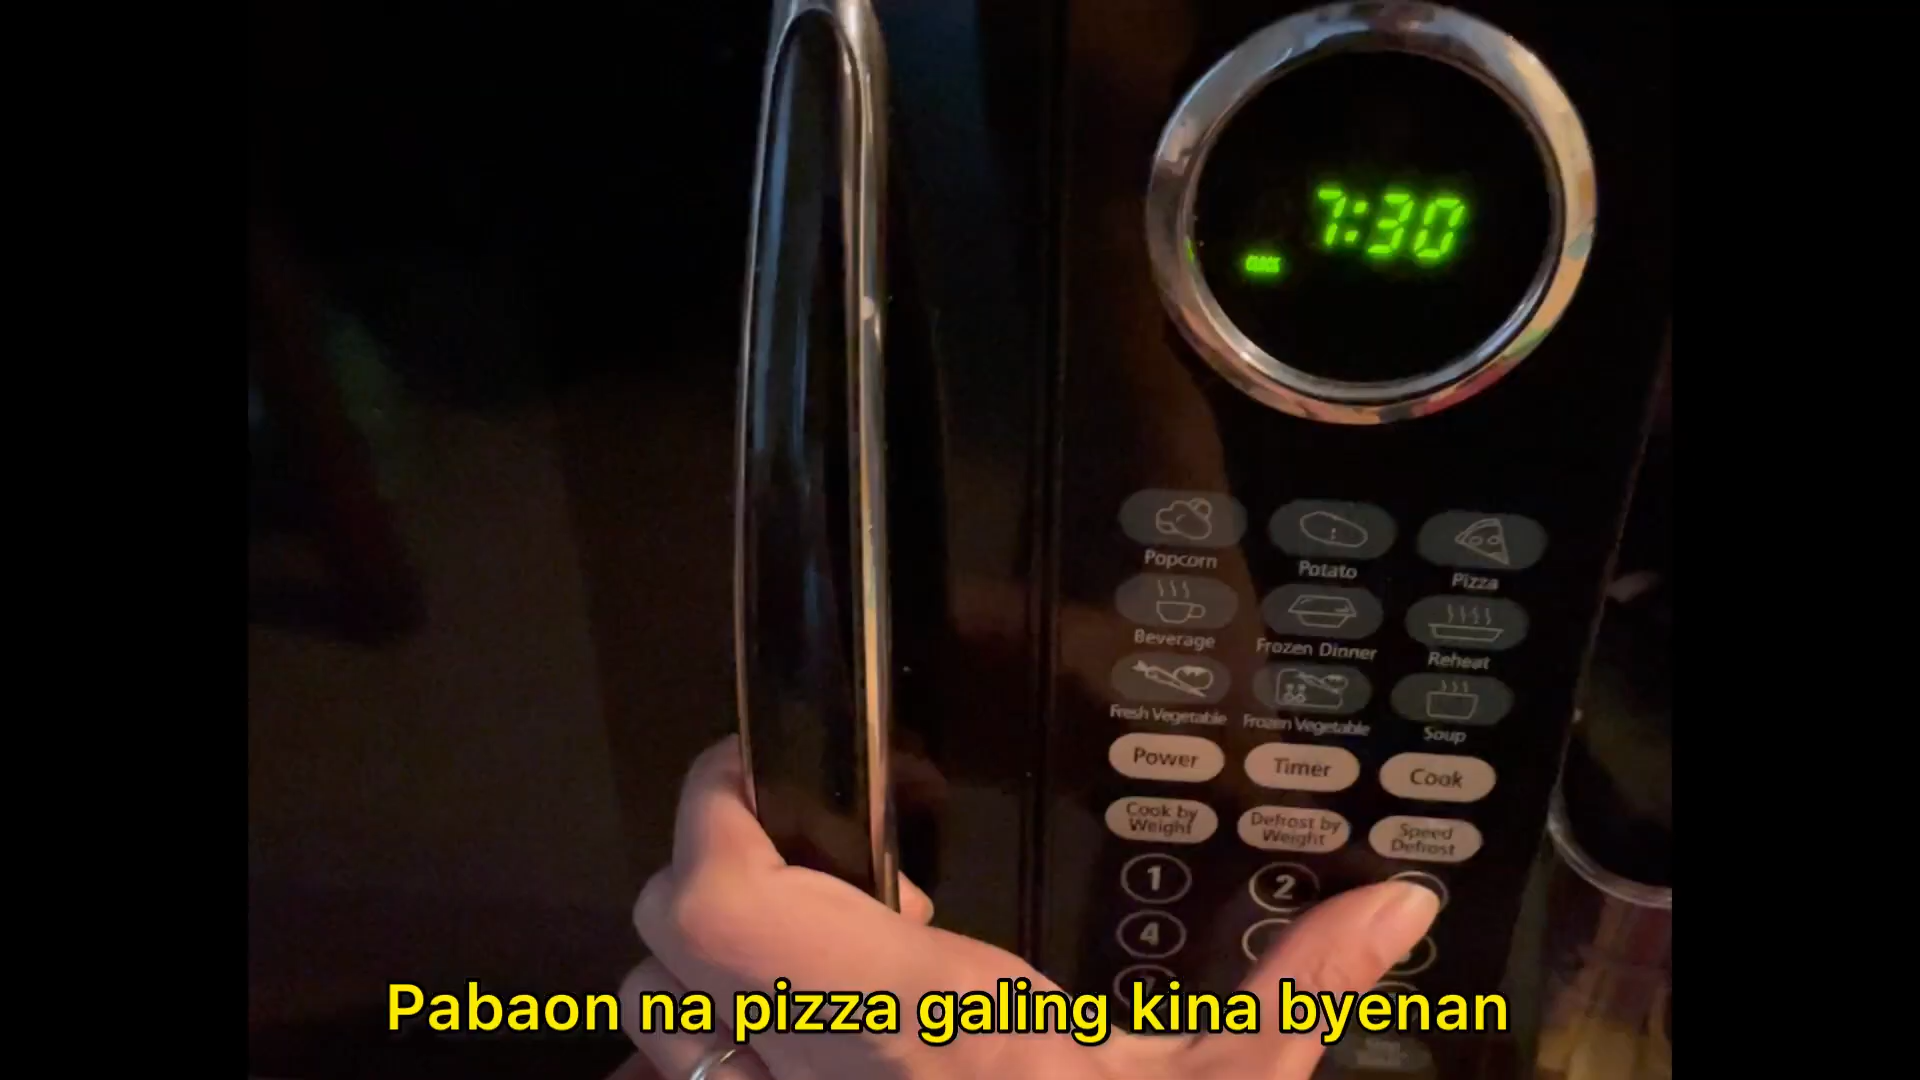 7:30
CLOCK
Popcorn Potato Pizza
Beverage Frozen Dinner Reheat
Fresh Vegetable Frozen Vegetable Soup
Power Timer Cook
Cook by Weight Defrost by Weight Speed Defrost
1 2
4
Pabaon na pizza galing kina byenan